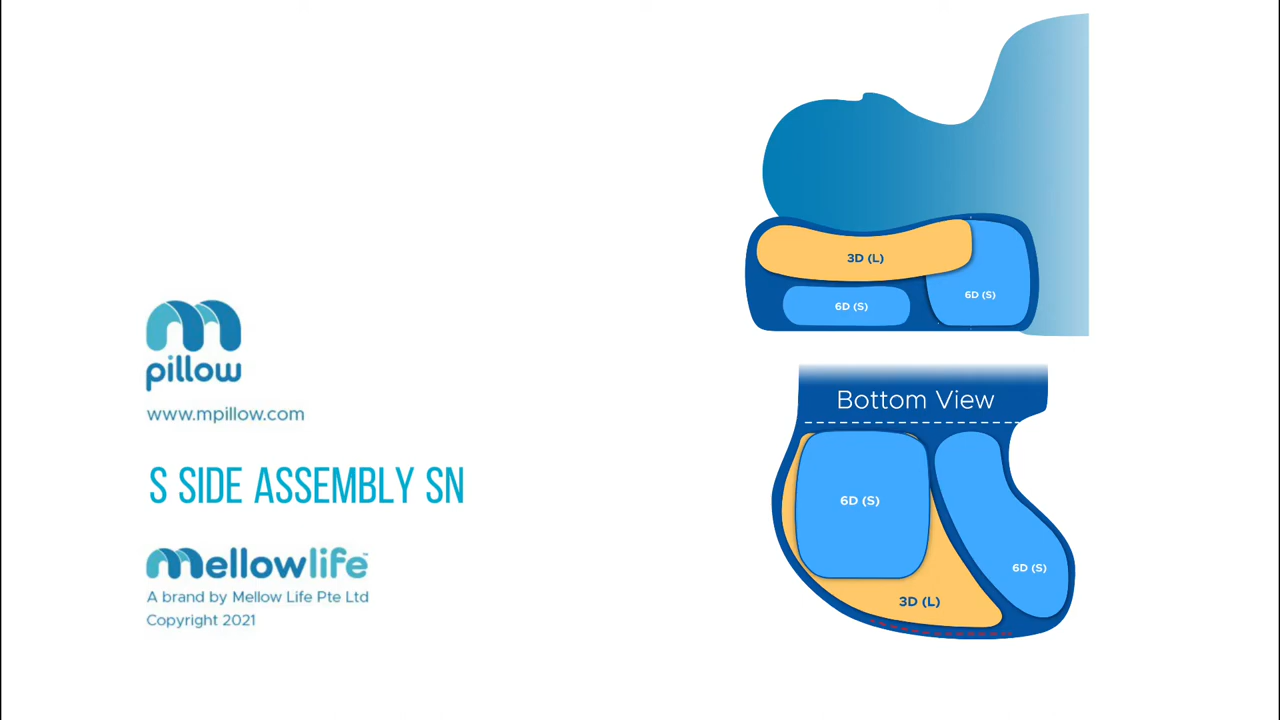 pillow
www.mpillow.com
S SIDE ASSEMBLY SN
mellowlife™
A brand by Mellow Life Pte Ltd
Copyright 2021
3D (L)
6D (S)
6D (S)
Bottom View
6D (S)
6D (S)
3D (L)